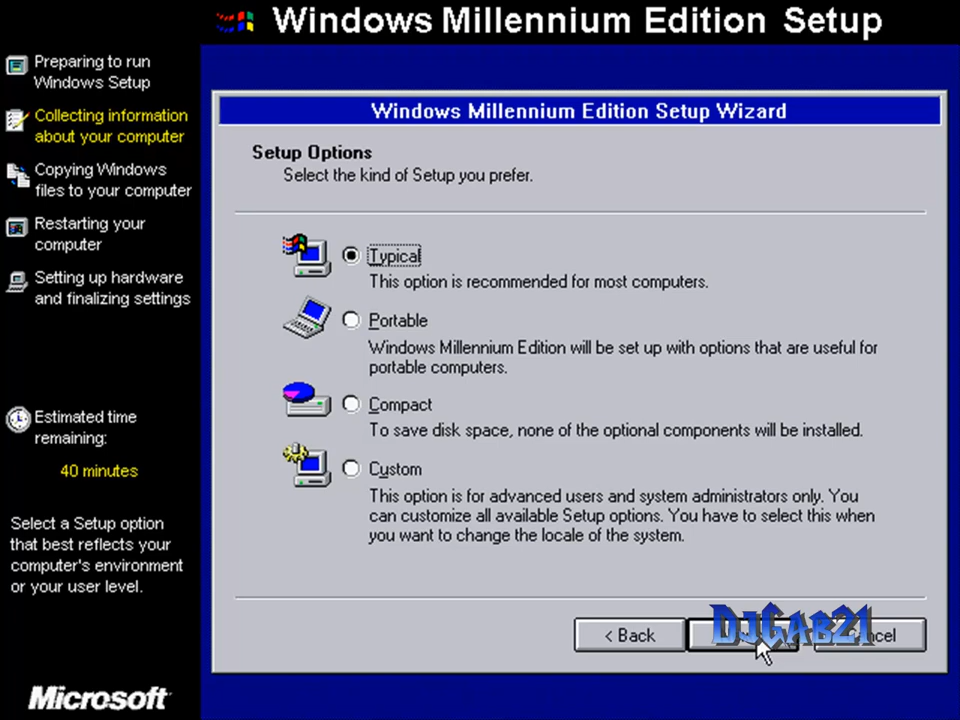 Windows Millennium Edition Setup
Preparing to run
Windows Setup
Collecting information
about your computer
Copying Windows
files to your computer
Restarting your
computer
Setting up hardware
and finalizing settings
Estimated time
remaining:
40 minutes
Select a Setup option
that best reflects your
computer's environment
or your user level.
Microsoft
Windows Millennium Edition Setup Wizard
Setup Options
Select the kind of Setup you prefer.
Typical
This option is recommended for most computers.
Portable
Windows Millennium Edition will be set up with options that are useful for
portable computers.
Compact
To save disk space, none of the optional components will be installed.
Custom
This option is for advanced users and system administrators only. You
can customize all available Setup options. You have to select this when
you want to change the locale of the system.
< Back
DjGab21